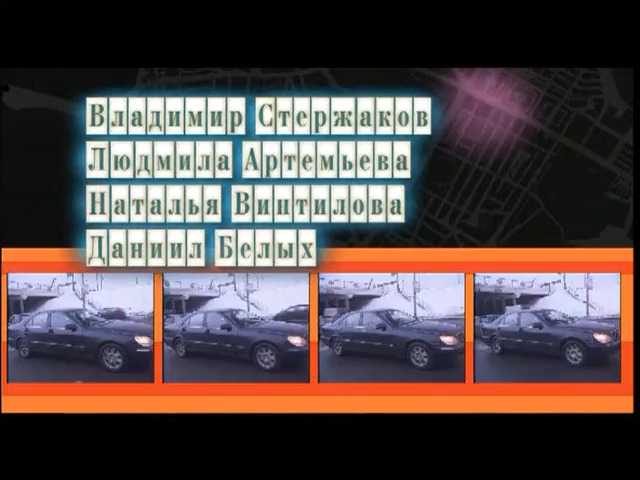 Владимир Стержаков
Людмила Артемьева
Наталья Винтилова
Даниил Белых